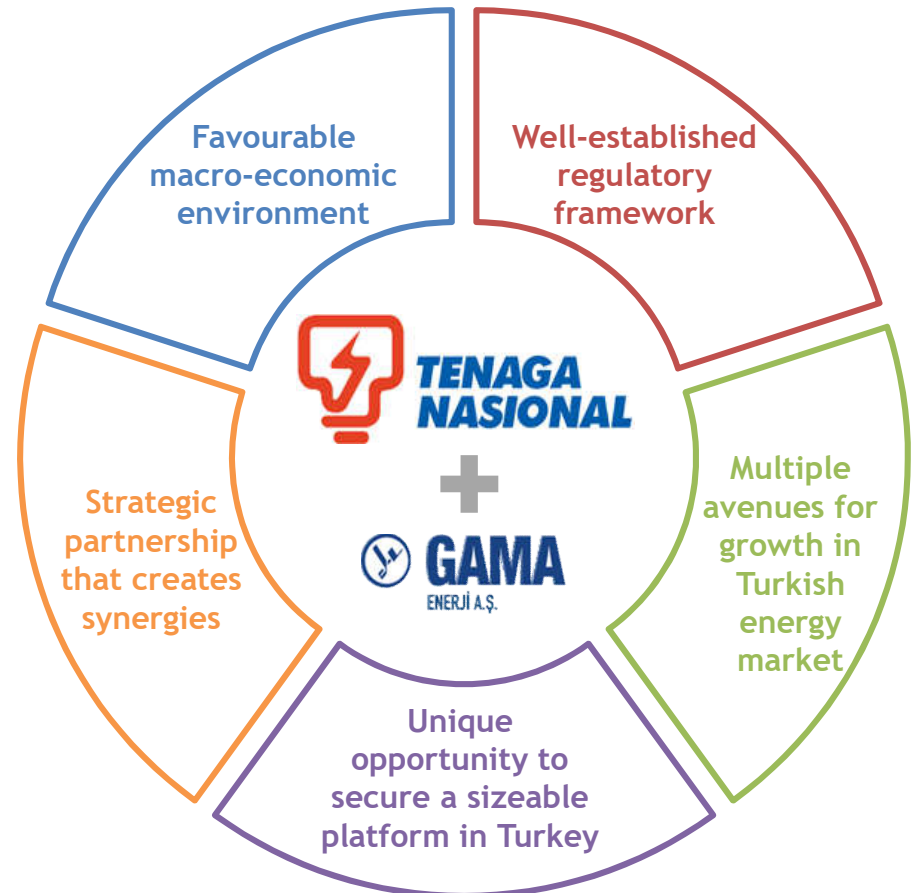 Favourable
macro-economic
environment
Well-established
regulatory
framework
TENAGA
NASIONAL
GAMA
ENERJİ A.Ş.
Multiple
avenues for
growth in
Turkish
energy
market
Strategic
partnership
that creates
synergies
Unique
opportunity to
secure a sizeable
platform in Turkey